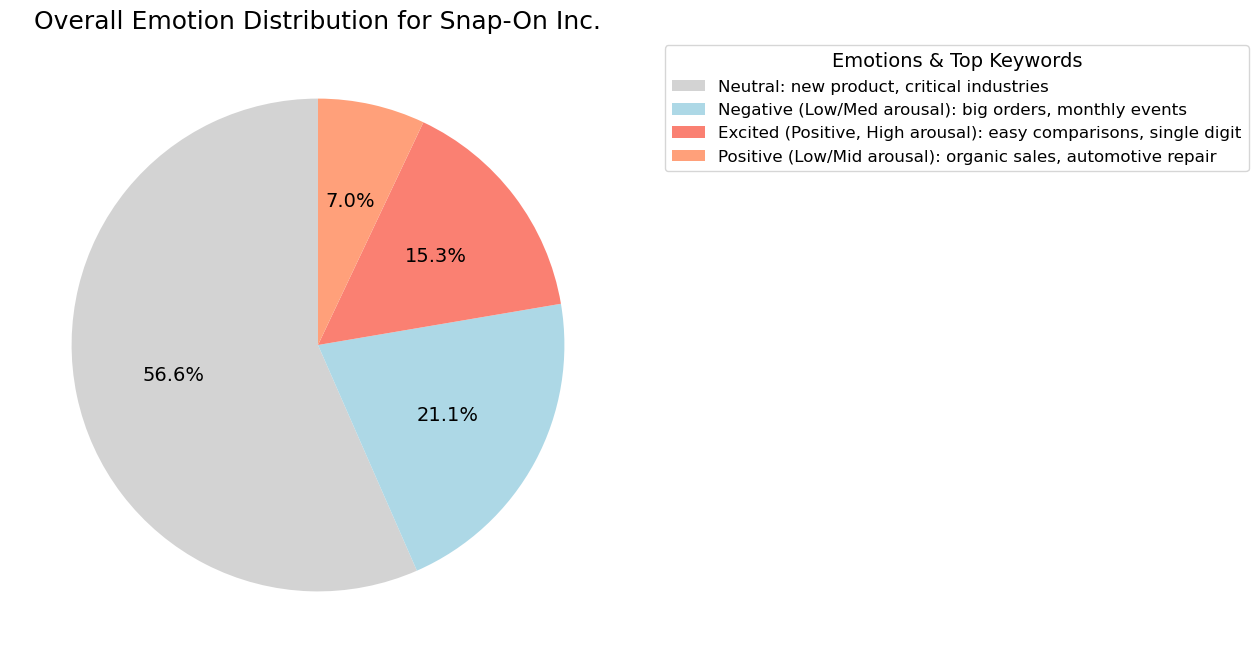 Overall Emotion Distribution for Snap-On Inc.
Emotions & Top Keywords
Neutral: new product, critical industries
Negative (Low/Med arousal): big orders, monthly events
Excited (Positive, High arousal): easy comparisons, single digit
Positive (Low/Mid arousal): organic sales, automotive repair
7.0%
15.3%
56.6%
21.1%